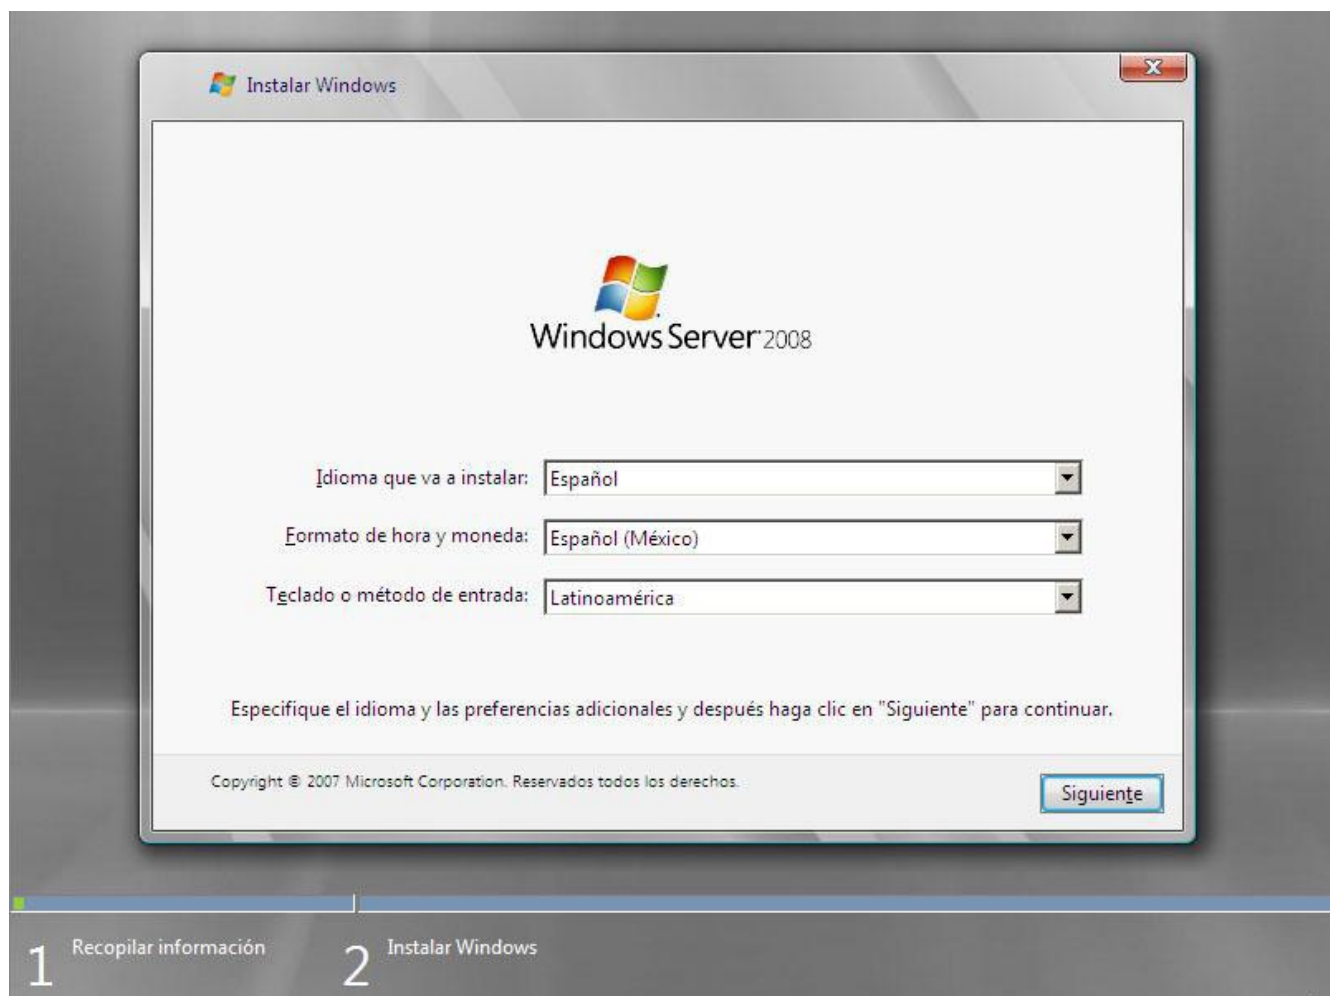 Instalar Windows
Windows Server 2008
Idioma que va a instalar: Español
Formato de hora y moneda: Español (México)
Teclado o método de entrada: Latinoamérica
Especifique el idioma y las preferencias adicionales y después haga clic en "Siguiente" para continuar.
Copyright © 2007 Microsoft Corporation. Reservados todos los derechos.
Siguiente
1 Recopilar información
2 Instalar Windows